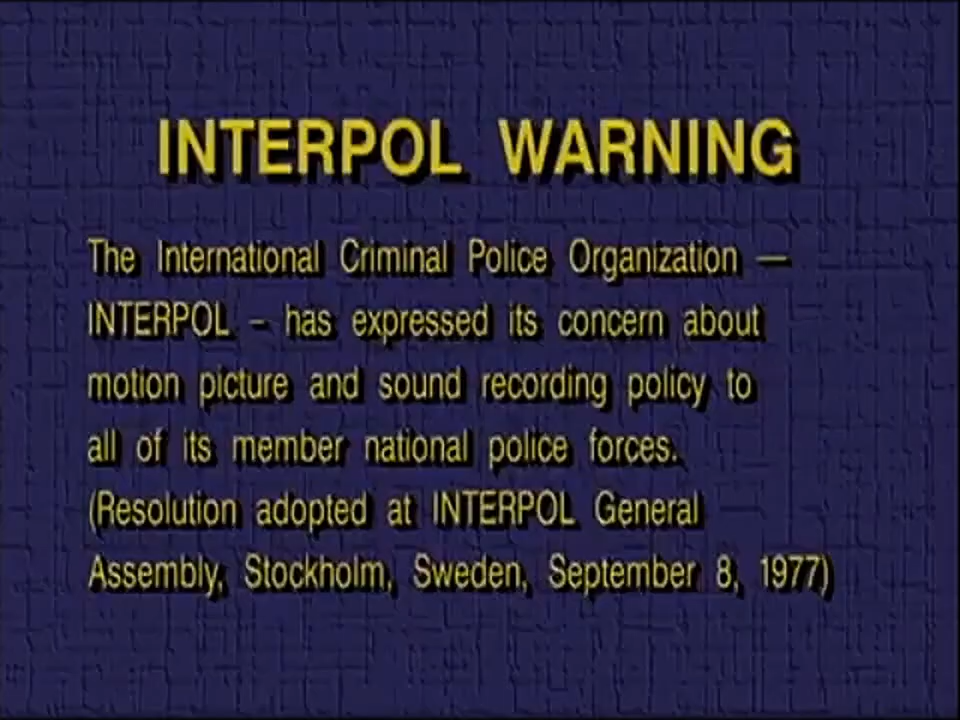 INTERPOL WARNING
The International Criminal Police Organization —
INTERPOL – has expressed its concern about
motion picture and sound recording policy to
all of its member national police forces.
(Resolution adopted at INTERPOL General
Assembly, Stockholm, Sweden, September 8, 1977)